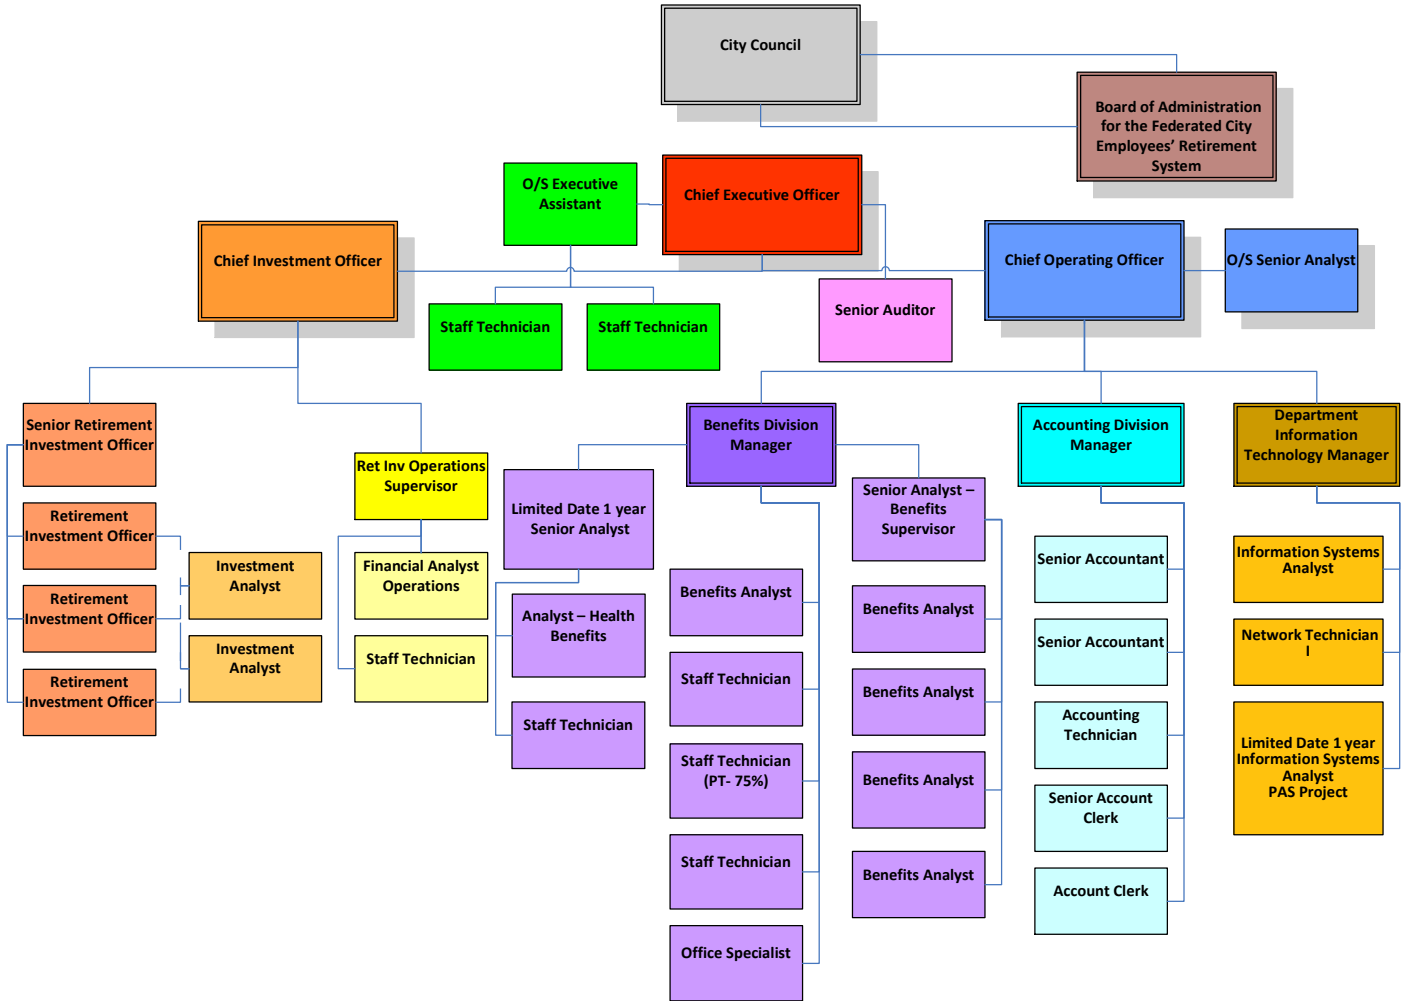 City Council
Board of Administration
for the Federated City
Employees’ Retirement
System
O/S Executive
Assistant
Chief Executive Officer
Chief Investment Officer
Chief Operating Officer
O/S Senior Analyst
Staff Technician
Staff Technician
Senior Auditor
Senior Retirement
Investment Officer
Retirement
Investment Officer
Retirement
Investment Officer
Retirement
Investment Officer
Investment
Analyst
Investment
Analyst
Ret Inv Operations
Supervisor
Financial Analyst
Operations
Staff Technician
Benefits Division
Manager
Limited Date 1 year
Senior Analyst
Analyst – Health
Benefits
Staff Technician
Benefits Analyst
Staff Technician
Staff Technician
(PT- 75%)
Staff Technician
Office Specialist
Senior Analyst –
Benefits
Supervisor
Benefits Analyst
Benefits Analyst
Benefits Analyst
Benefits Analyst
Accounting Division
Manager
Senior Accountant
Senior Accountant
Accounting
Technician
Senior Account
Clerk
Account Clerk
Department
Information
Technology Manager
Information Systems
Analyst
Network Technician
I
Limited Date 1 year
Information Systems
Analyst
PAS Project